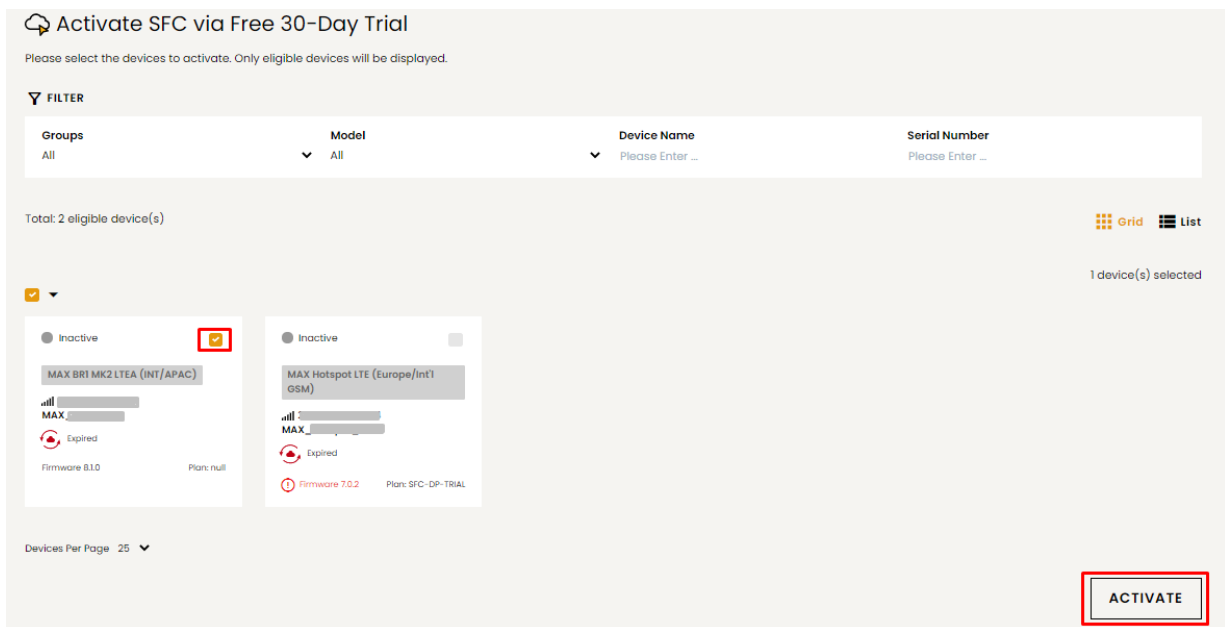 Activate SFC via Free 30-Day Trial
Please select the devices to activate. Only eligible devices will be displayed.
FILTER
Groups Model Device Name Serial Number
All All Please Enter ... Please Enter ...
Total: 2 eligible device(s)
Grid List
1 device(s) selected
Inactive
MAX BR1 MK2 LTEA (INT/APAC)
MAX_
Expired
Firmware 8.1.0 Plan: null
Inactive
MAX Hotspot LTE (Europe/Int'l
GSM)
MAX_
Expired
Firmware 7.0.2 Plan: SFC-DP-TRIAL
Devices Per Page 25
ACTIVATE